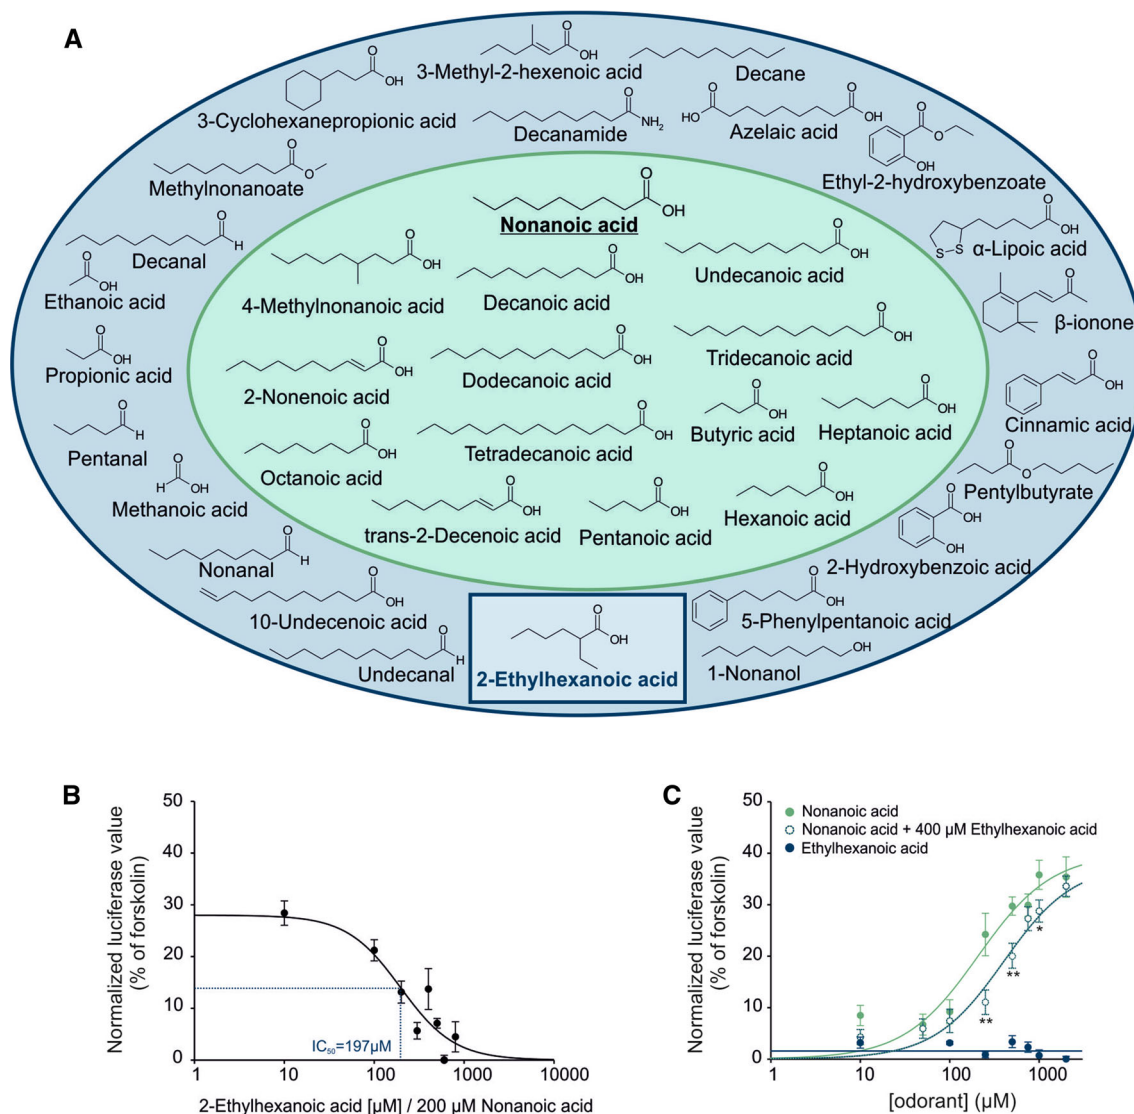 A
3-Methyl-2-hexenoic acid
Decane
3-Cyclohexanepropionic acid
Decanamide
Azelaic acid
Methylnonanoate
Ethyl-2-hydroxybenzoate
Nonanoic acid
Decanal
α-Lipoic acid
4-Methylnonanoic acid
Decanoic acid
Undecanoic acid
Ethanoic acid
β-ionone
Propionic acid
2-Nonenoic acid
Dodecanoic acid
Tridecanoic acid
Cinnamic acid
Pentanal
Octanoic acid
Tetradecanoic acid
Butyric acid
Heptanoic acid
Pentylbutyrate
Methanoic acid
trans-2-Decenoic acid
Pentanoic acid
Hexanoic acid
2-Hydroxybenzoic acid
Nonanal
10-Undecenoic acid
5-Phenylpentanoic acid
Undecanal
2-Ethylhexanoic acid
1-Nonanol
O
OH
NH₂
HO
H
S
S
B
Normalized luciferase value
(% of forskolin)
50
40
30
20
10
0
IC₅₀=197µM
1
10
100
1000
10000
2-Ethylhexanoic acid [µM] / 200 µM Nonanoic acid
C
Normalized luciferase value
(% of forskolin)
50
40
30
20
10
0
Nonanoic acid
Nonanoic acid + 400 µM Ethylhexanoic acid
Ethylhexanoic acid
**
**
*
1
10
100
1000
[odorant] (µM)